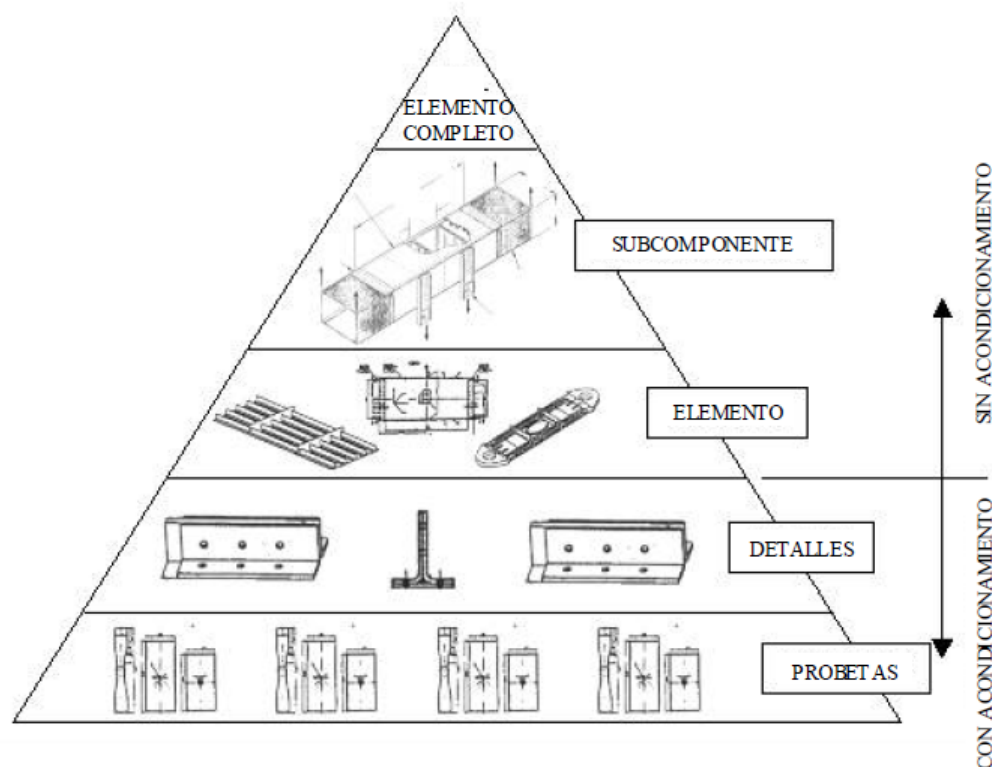 ELEMENTO
COMPLETO
SUBCOMPONENTE
ELEMENTO
DETALLES
PROBETAS
SIN ACONDICIONAMIENTO
CON ACONDICIONAMIENTO